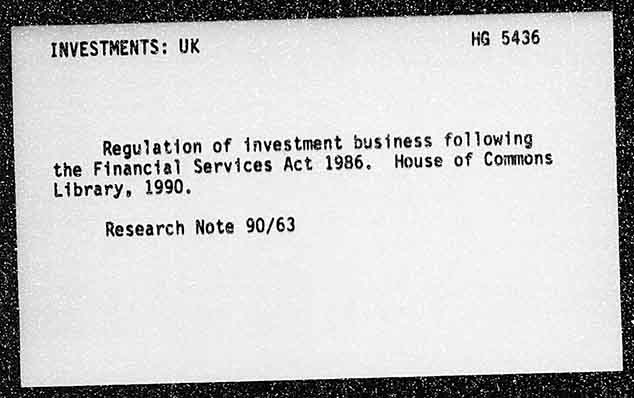 INVESTMENTS: UK
HG 5436
Regulation of investment business following
the Financial Services Act 1986. House of Commons
Library, 1990.
Research Note 90/63